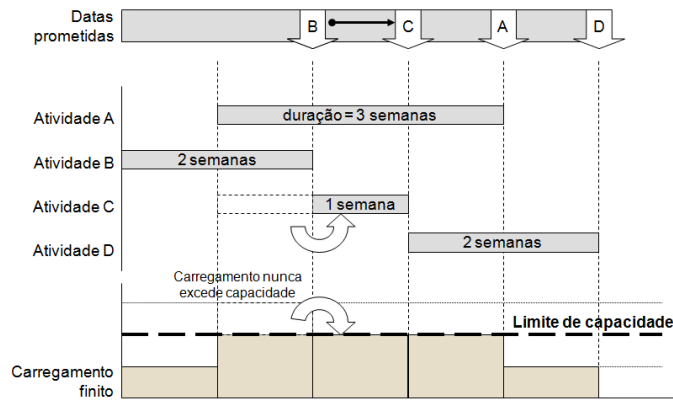 Datas
prometidas
B
C
A
D
Atividade A
duração = 3 semanas
Atividade B
2 semanas
Atividade C
1 semana
Atividade D
2 semanas
Carregamento nunca
excede capacidade
Limite de capacidade
Carregamento
finito